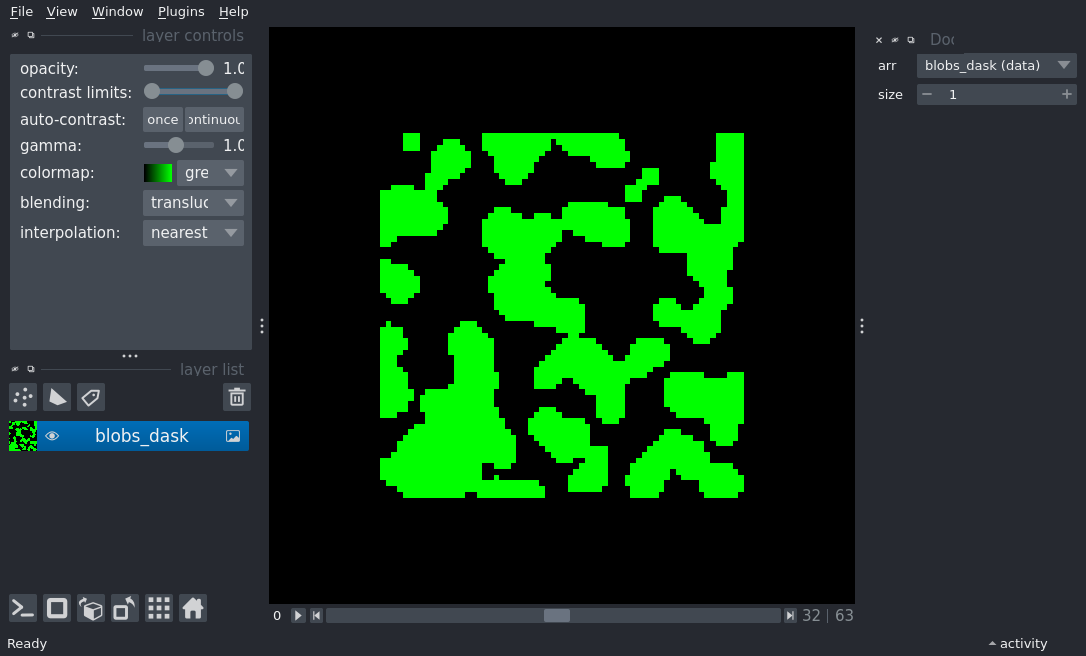 File View Window Plugins Help
layer controls
opacity: 1.0
contrast limits:
auto-contrast: once ontinuou
gamma: 1.0
colormap: gre
blending: transluc
interpolation: nearest
layer list
blobs_dask
Doc
arr blobs_dask (data)
size 1
0 32 | 63
Ready
activity